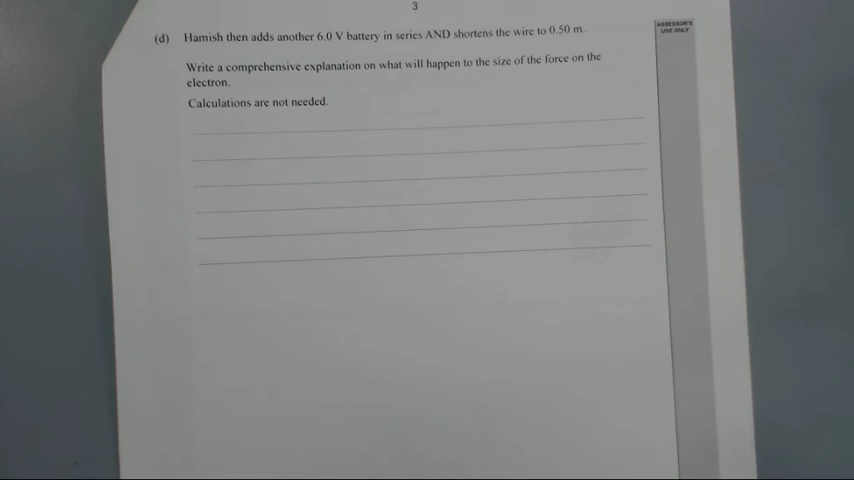 3
ASSESSOR'S
USE ONLY
(d) Hamish then adds another 6.0 V battery in series AND shortens the wire to 0.50 m.
Write a comprehensive explanation on what will happen to the size of the force on the
electron.
Calculations are not needed.